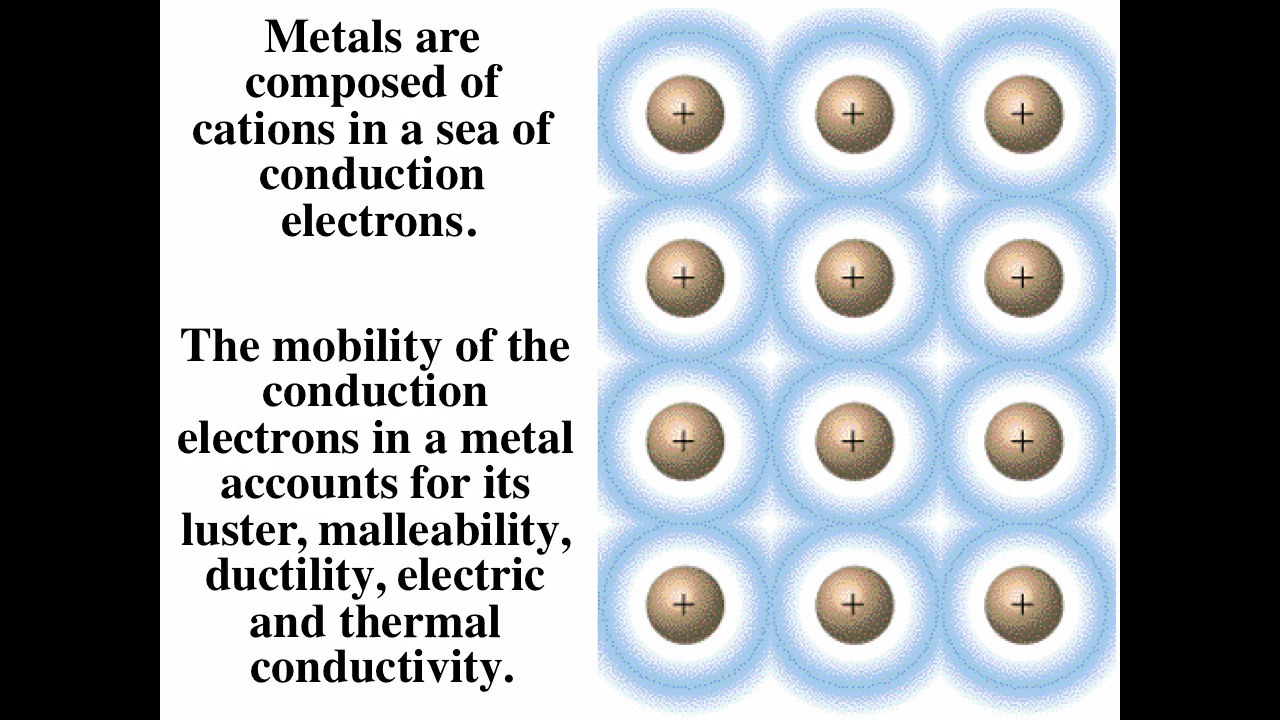 Metals are
composed of
cations in a sea of
conduction
electrons.
The mobility of the
conduction
electrons in a metal
accounts for its
luster, malleability,
ductility, electric
and thermal
conductivity.
+ + +
+ + +
+ + +
+ + +